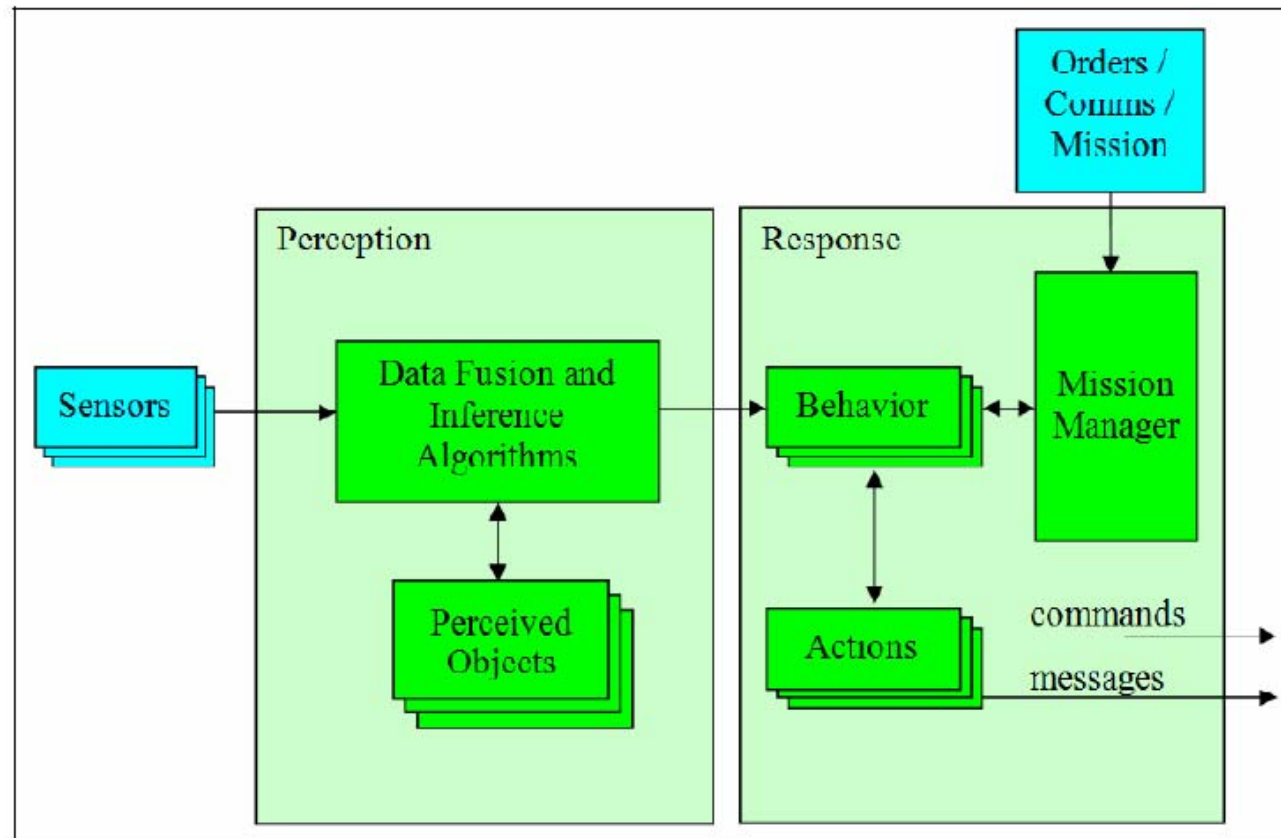 Orders /
Comms /
Mission
Perception
Response
Sensors
Data Fusion and
Inference
Algorithms
Behavior
Mission
Manager
Perceived
Objects
Actions
commands
messages